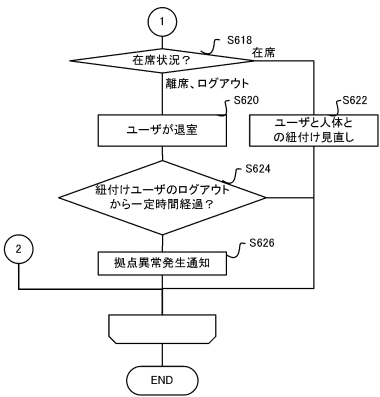 1
S618
在席状況？
在席
離席、ログアウト
S620
ユーザが退室
S622
ユーザと人体と
の紐付け見直し
S624
紐付けユーザのログアウト
から一定時間経過？
2
S626
拠点異常発生通知
END